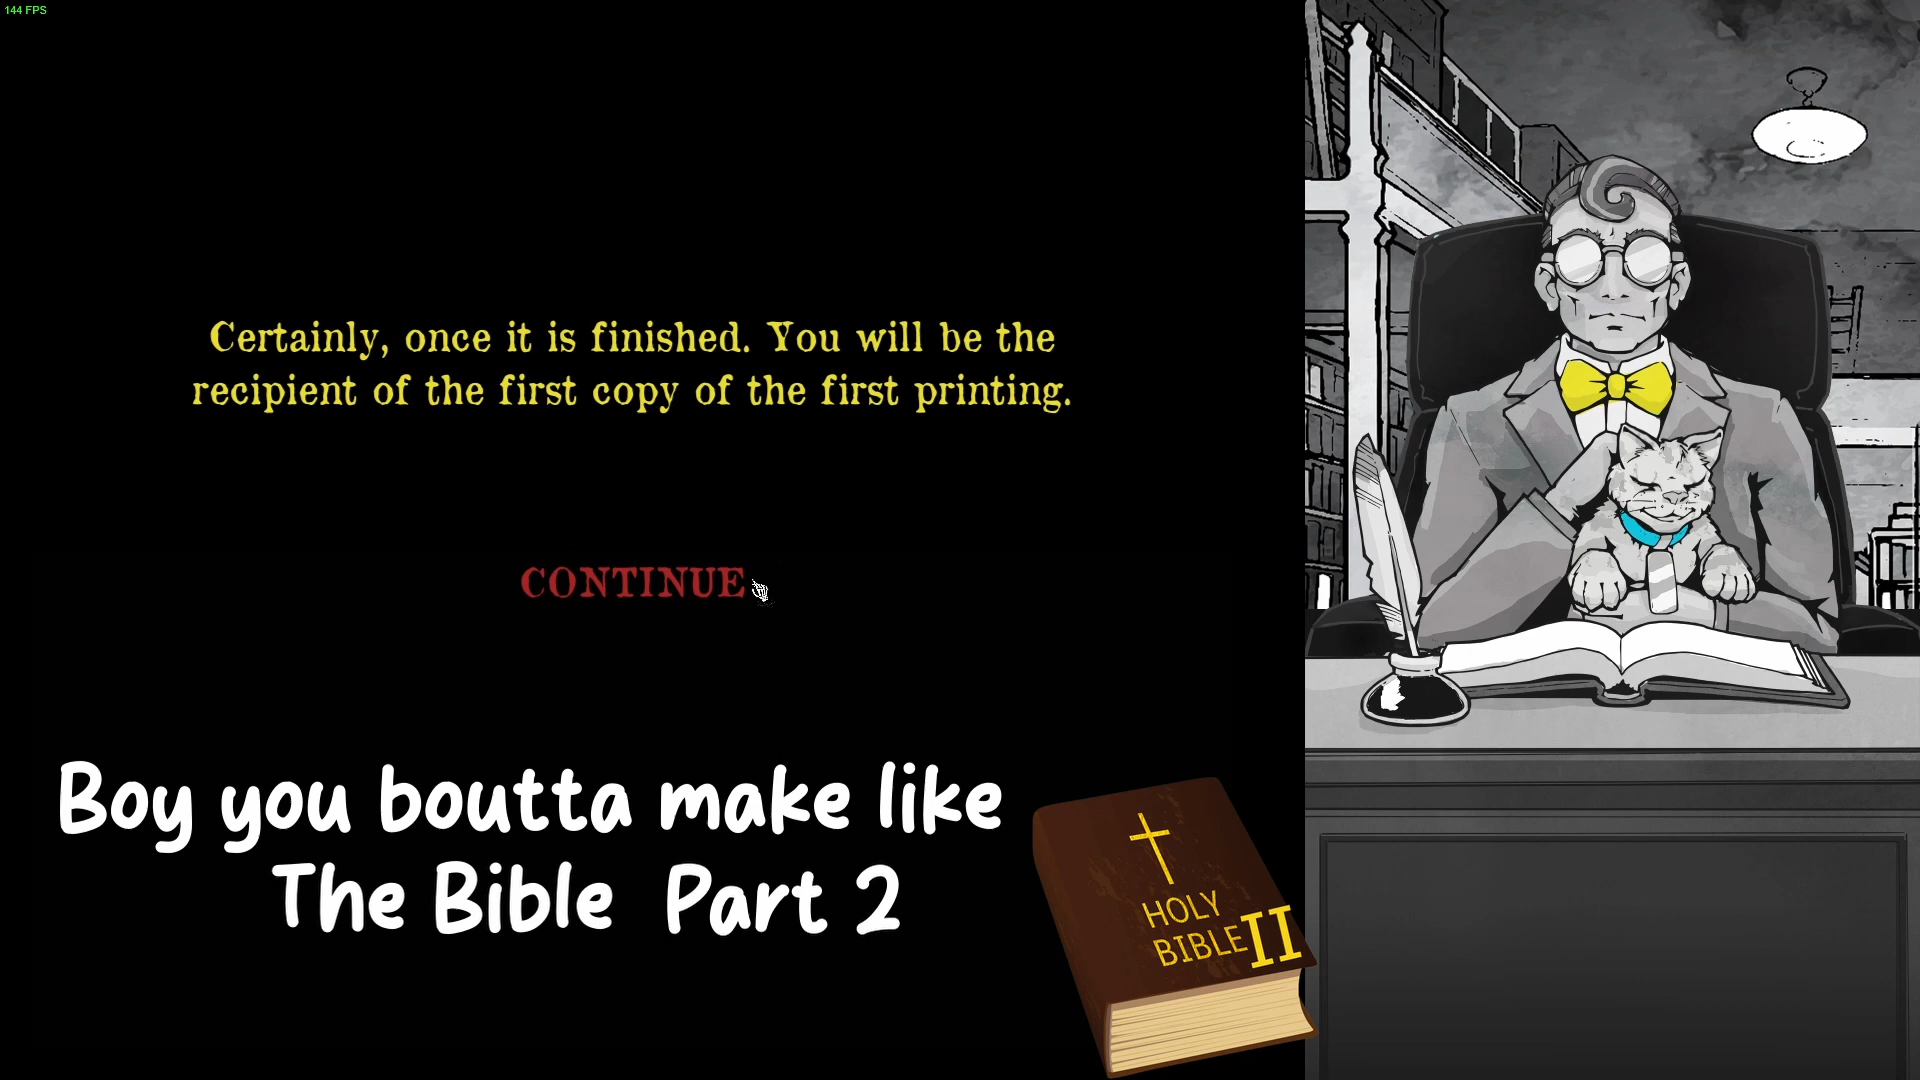 144 FPS
Certainly, once it is finished. You will be the
recipient of the first copy of the first printing.
CONTINUE
Boy you boutta make like
The Bible Part 2
HOLY
BIBLE II